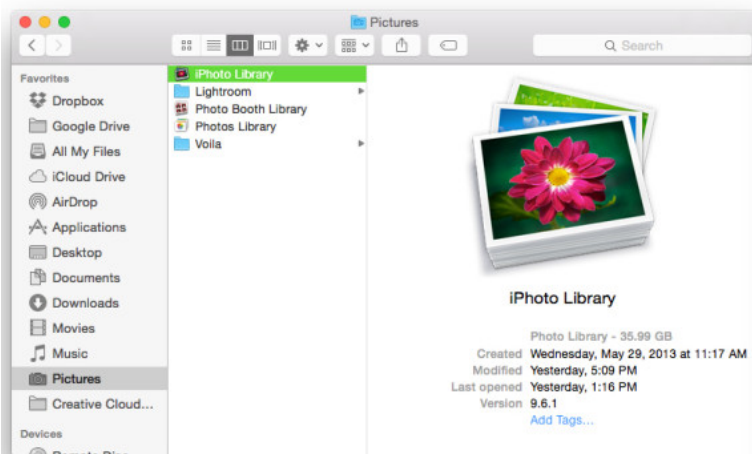 Pictures
Search
Favorites
Dropbox
Google Drive
All My Files
iCloud Drive
AirDrop
Applications
Desktop
Documents
Downloads
Movies
Music
Pictures
Creative Cloud...
Devices
Remote Disc
iPhoto Library
Lightroom
Photo Booth Library
Photos Library
Voila
iPhoto Library
Photo Library - 35.99 GB
Created Wednesday, May 29, 2013 at 11:17 AM
Modified Yesterday, 5:09 PM
Last opened Yesterday, 1:16 PM
Version 9.6.1
Add Tags...